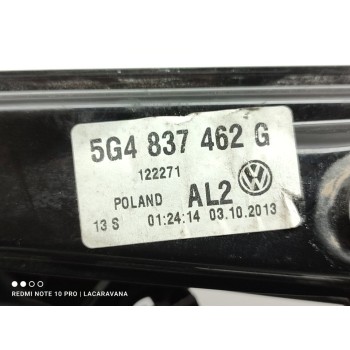 5G4 837 462 G
122271
POLAND AL2
13 S 01:24:14 03.10.2013
REDMI NOTE 10 PRO | LACARAVANA